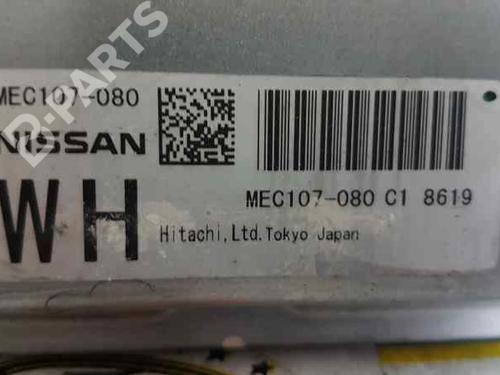 B-PARTS
MEC107-080
NISSAN
WH
MEC107-080 C1 8619
Hitachi,Ltd.Tokyo Japan